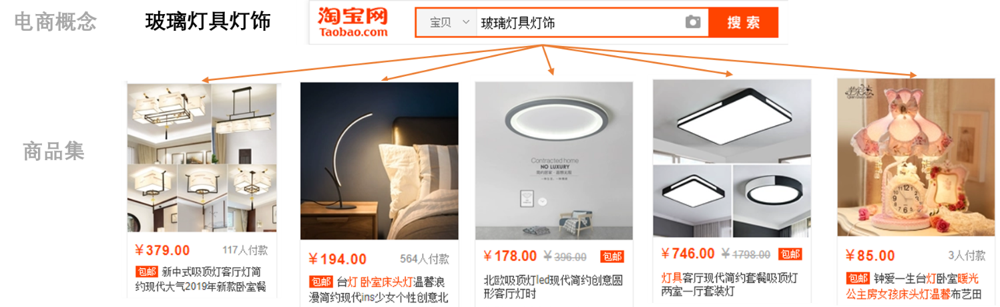 电商概念
玻璃灯具灯饰
淘宝网
Taobao.com
宝贝
玻璃灯具灯饰
搜索
商品集
¥379.00
117人付款
包邮 新中式吸顶灯客厅灯简
约现代大气2019年新款卧室餐
¥194.00
564人付款
包邮 台灯 卧室床头灯温馨浪
漫简约现代ins少女个性创意北
Contracted home
NO LUXURY
¥178.00
¥396.00
包邮
北欧吸顶灯led现代简约创意圆
形客厅灯时
¥746.00
¥1798.00
包邮
灯具客厅现代简约套餐吸顶灯
两室一厅套装灯
¥85.00
3人付款
包邮 钟爱一生台灯卧室暖光
公主房女孩床头灯温馨布艺田